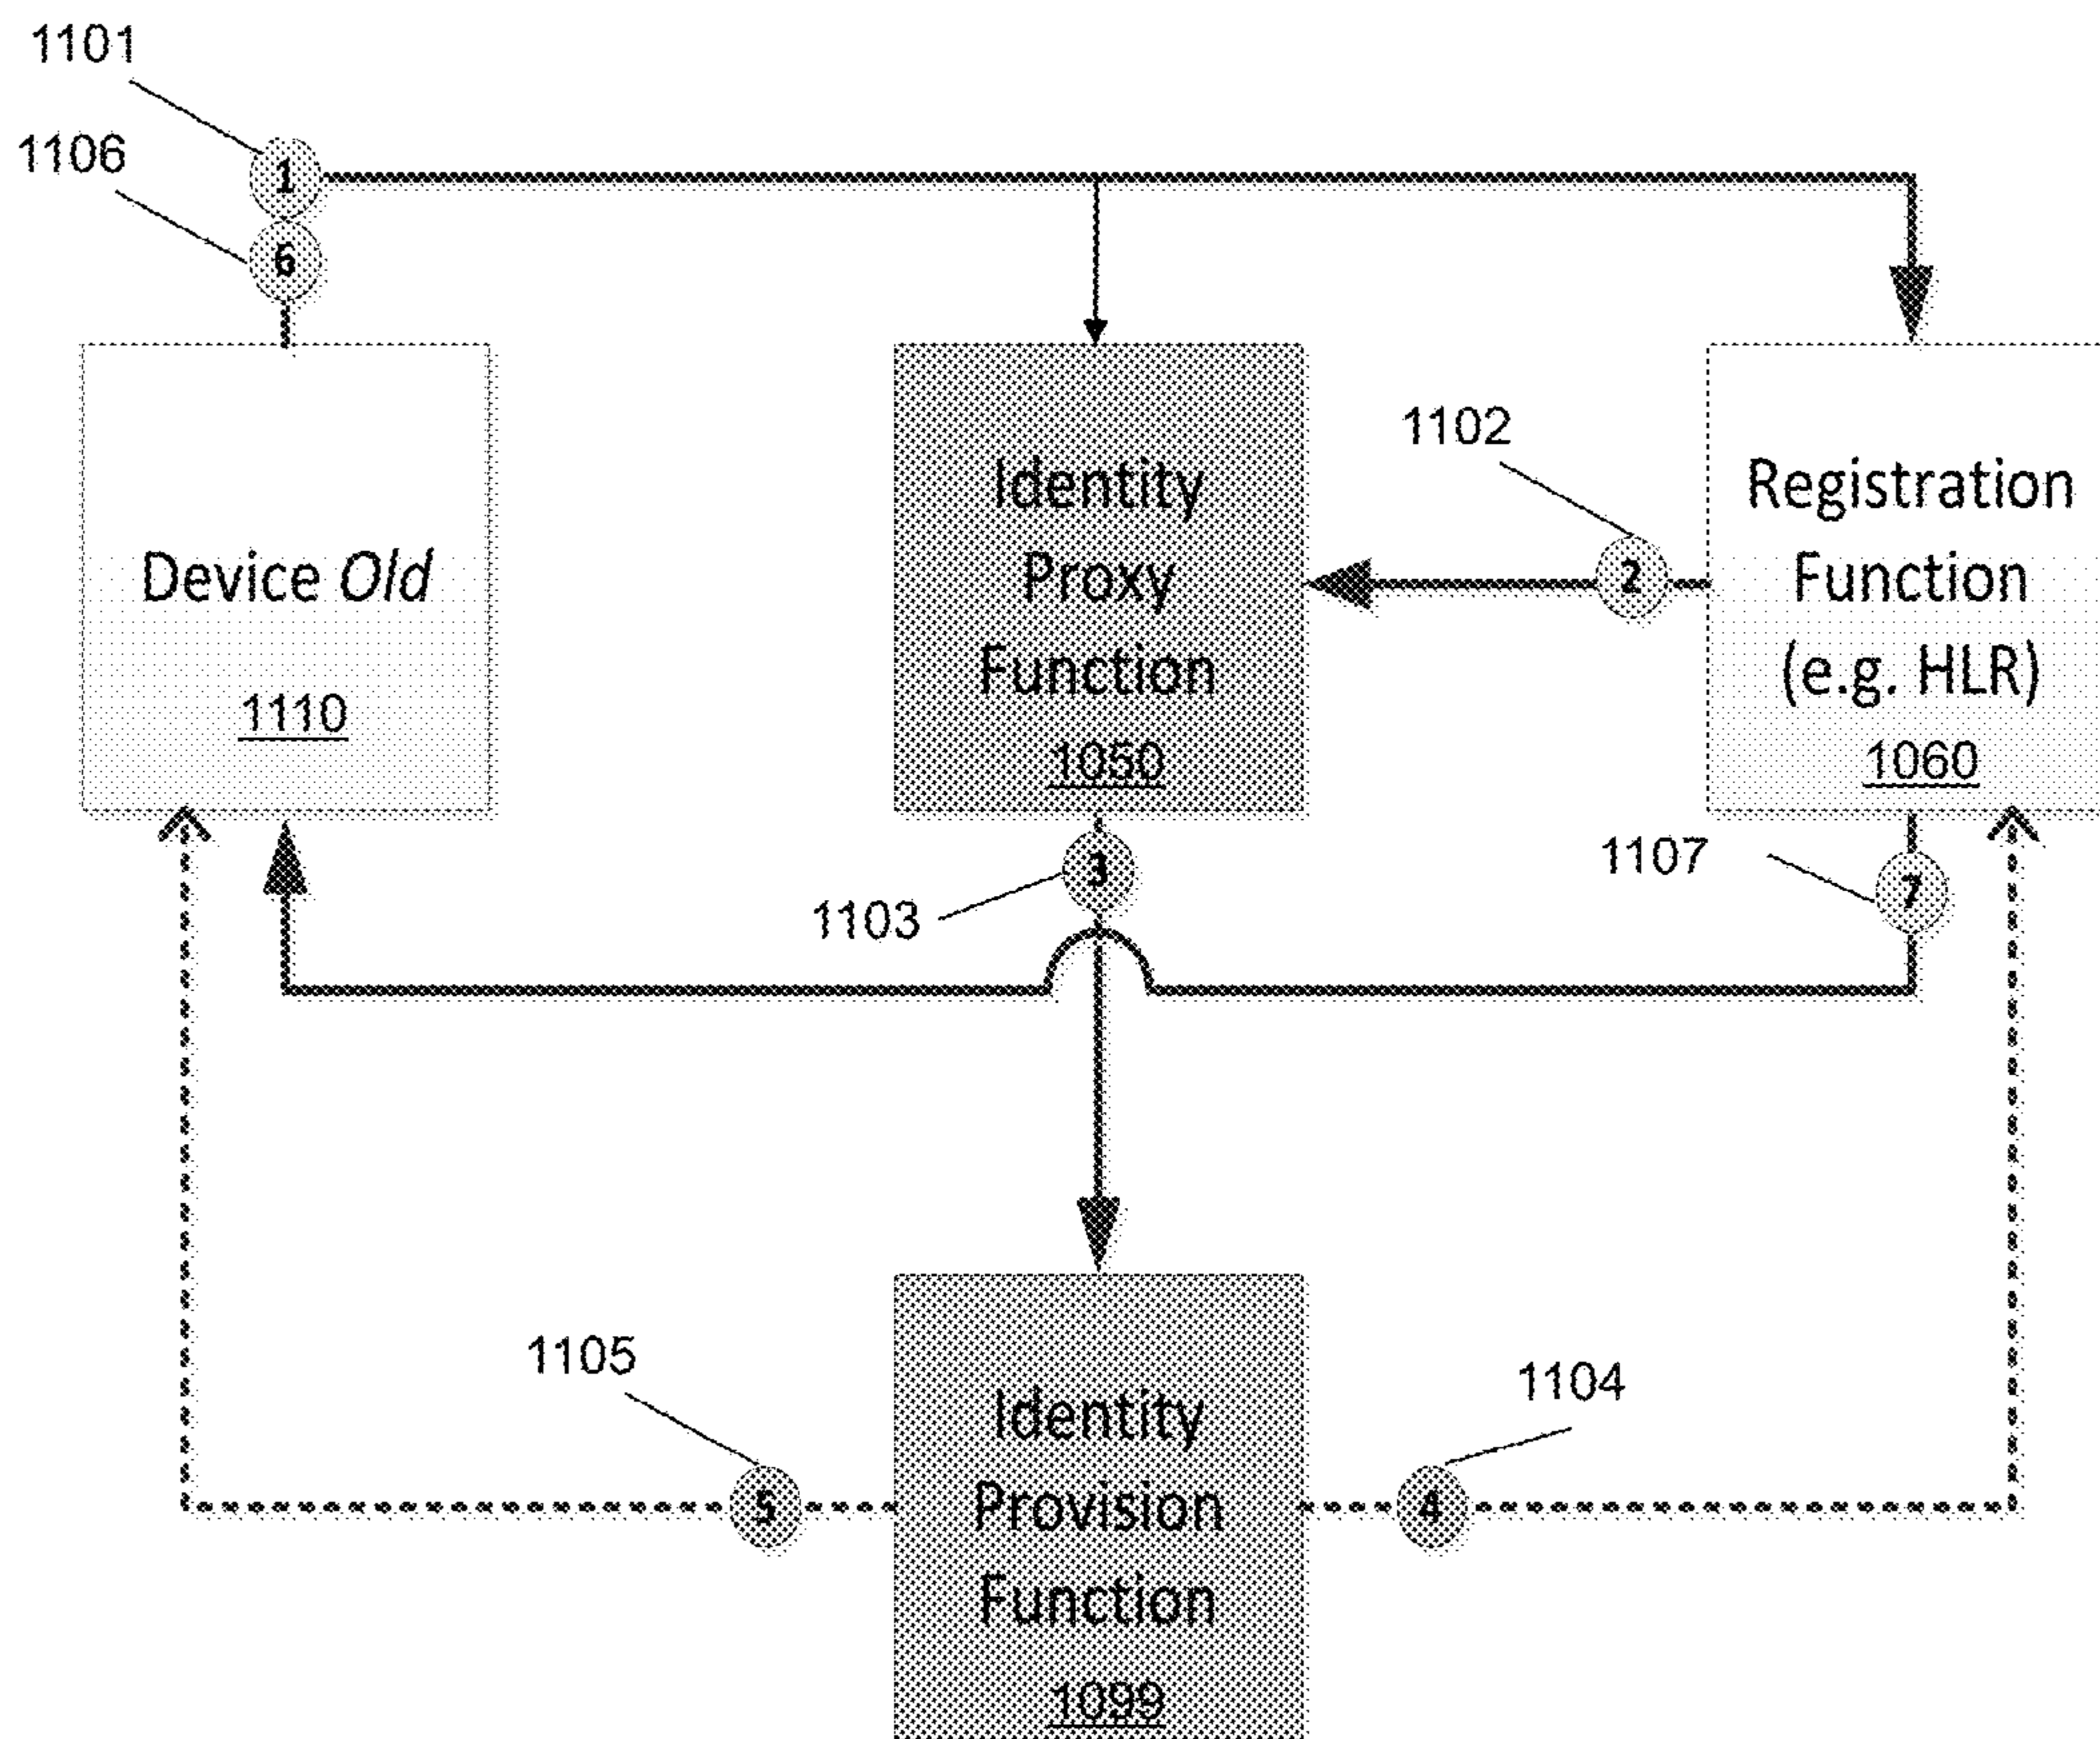 1101
1106
1
6
Device Old
1110
Identity
Proxy
Function
1050
1102
2
Registration
Function
(e.g. HLR)
1060
3
1103
1107
7
1105
5
Identity
Provision
Function
1099
1104
4